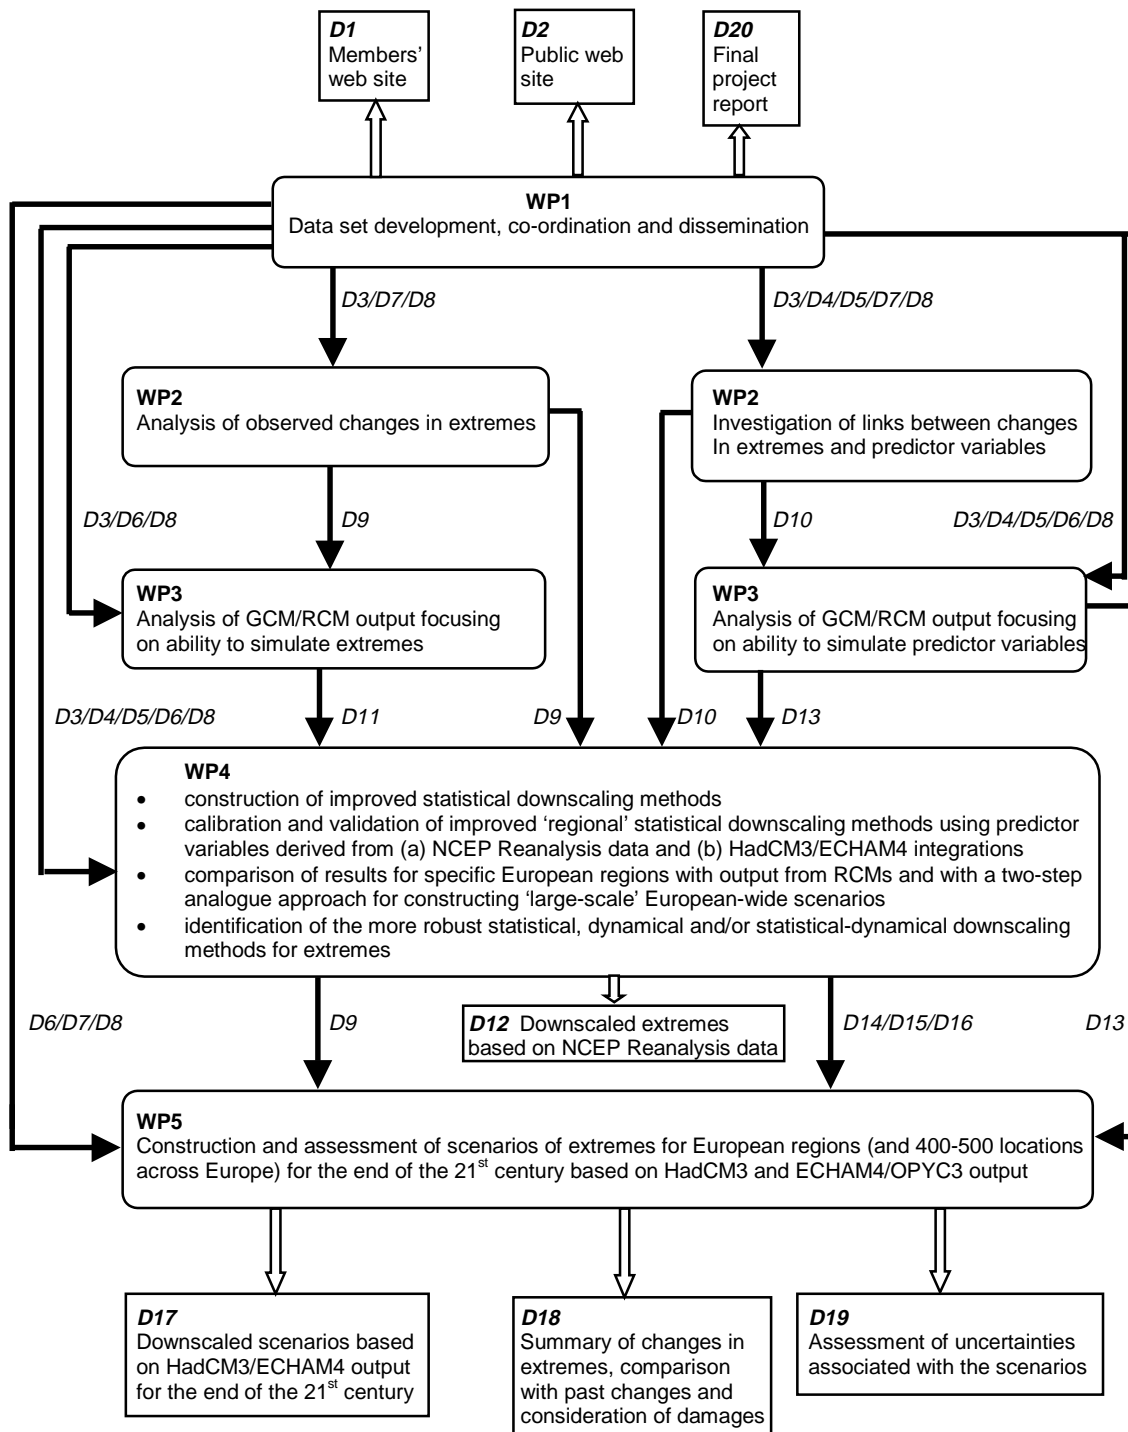 D1
Members'
web site
D2
Public web
site
D20
Final
project
report
WP1
Data set development, co-ordination and dissemination
D3/D7/D8
D3/D4/D5/D7/D8
WP2
Analysis of observed changes in extremes
WP2
Investigation of links between changes
In extremes and predictor variables
D3/D6/D8
D9
D10
D3/D4/D5/D6/D8
WP3
Analysis of GCM/RCM output focusing
on ability to simulate extremes
WP3
Analysis of GCM/RCM output focusing
on ability to simulate predictor variables
D3/D4/D5/D6/D8
D11
D9
D10
D13
WP4
• construction of improved statistical downscaling methods
• calibration and validation of improved ‘regional’ statistical downscaling methods using predictor
variables derived from (a) NCEP Reanalysis data and (b) HadCM3/ECHAM4 integrations
• comparison of results for specific European regions with output from RCMs and with a two-step
analogue approach for constructing ‘large-scale’ European-wide scenarios
• identification of the more robust statistical, dynamical and/or statistical-dynamical downscaling
methods for extremes
D6/D7/D8
D9
D12 Downscaled extremes
based on NCEP Reanalysis data
D14/D15/D16
D13
WP5
Construction and assessment of scenarios of extremes for European regions (and 400-500 locations
across Europe) for the end of the 21st century based on HadCM3 and ECHAM4/OPYC3 output
D17
Downscaled scenarios based
on HadCM3/ECHAM4 output
for the end of the 21st century
D18
Summary of changes in
extremes, comparison
with past changes and
consideration of damages
D19
Assessment of uncertainties
associated with the scenarios